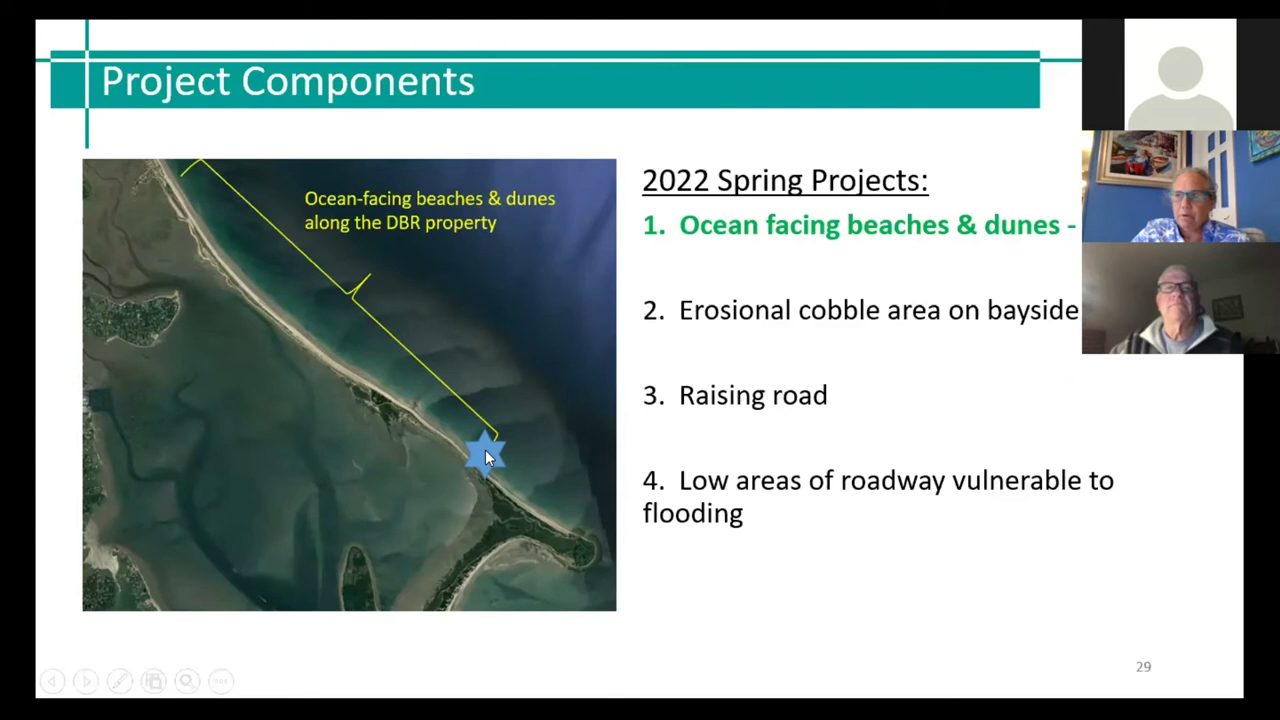 Project Components
Ocean-facing beaches & dunes
along the DBR property
2022 Spring Projects:
1. Ocean facing beaches & dunes -
2. Erosional cobble area on bayside
3. Raising road
4. Low areas of roadway vulnerable to
flooding
29